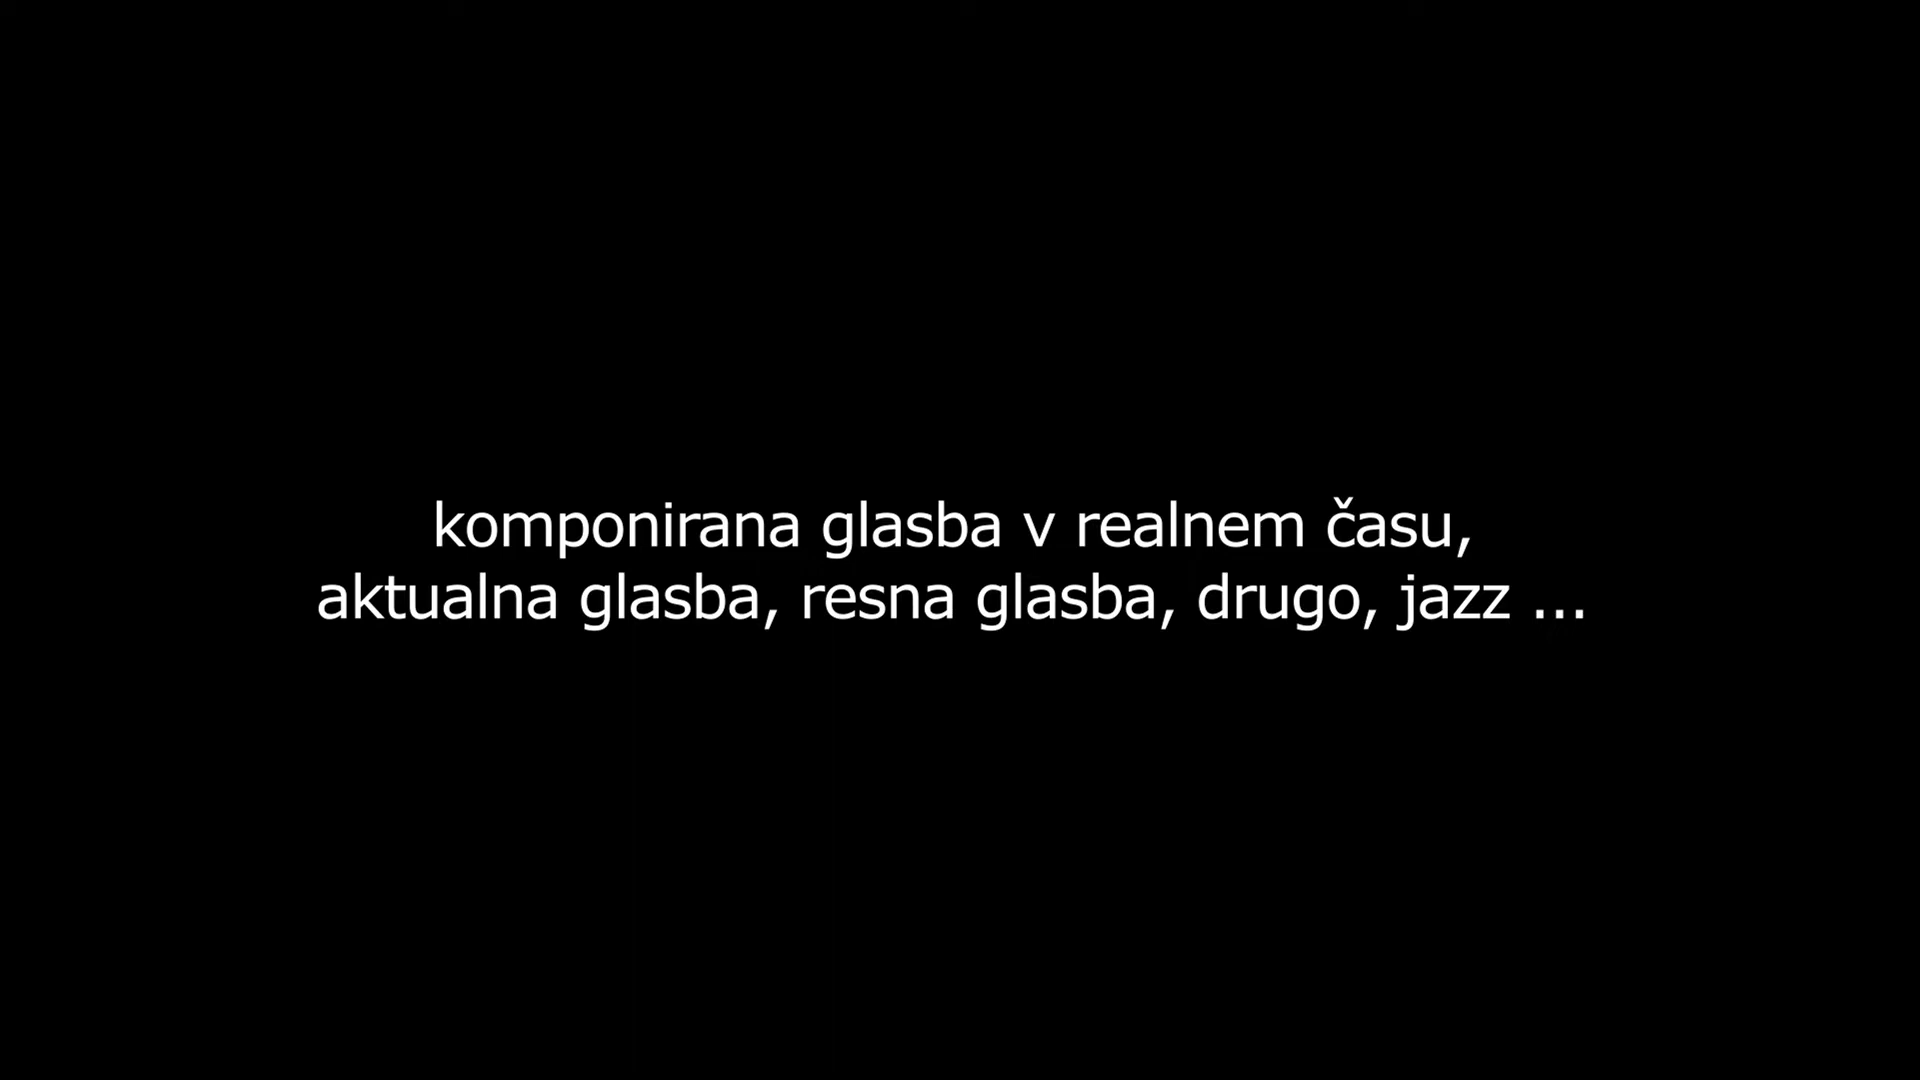 komponirana glasba v realnem času,
aktualna glasba, resna glasba, drugo, jazz ...